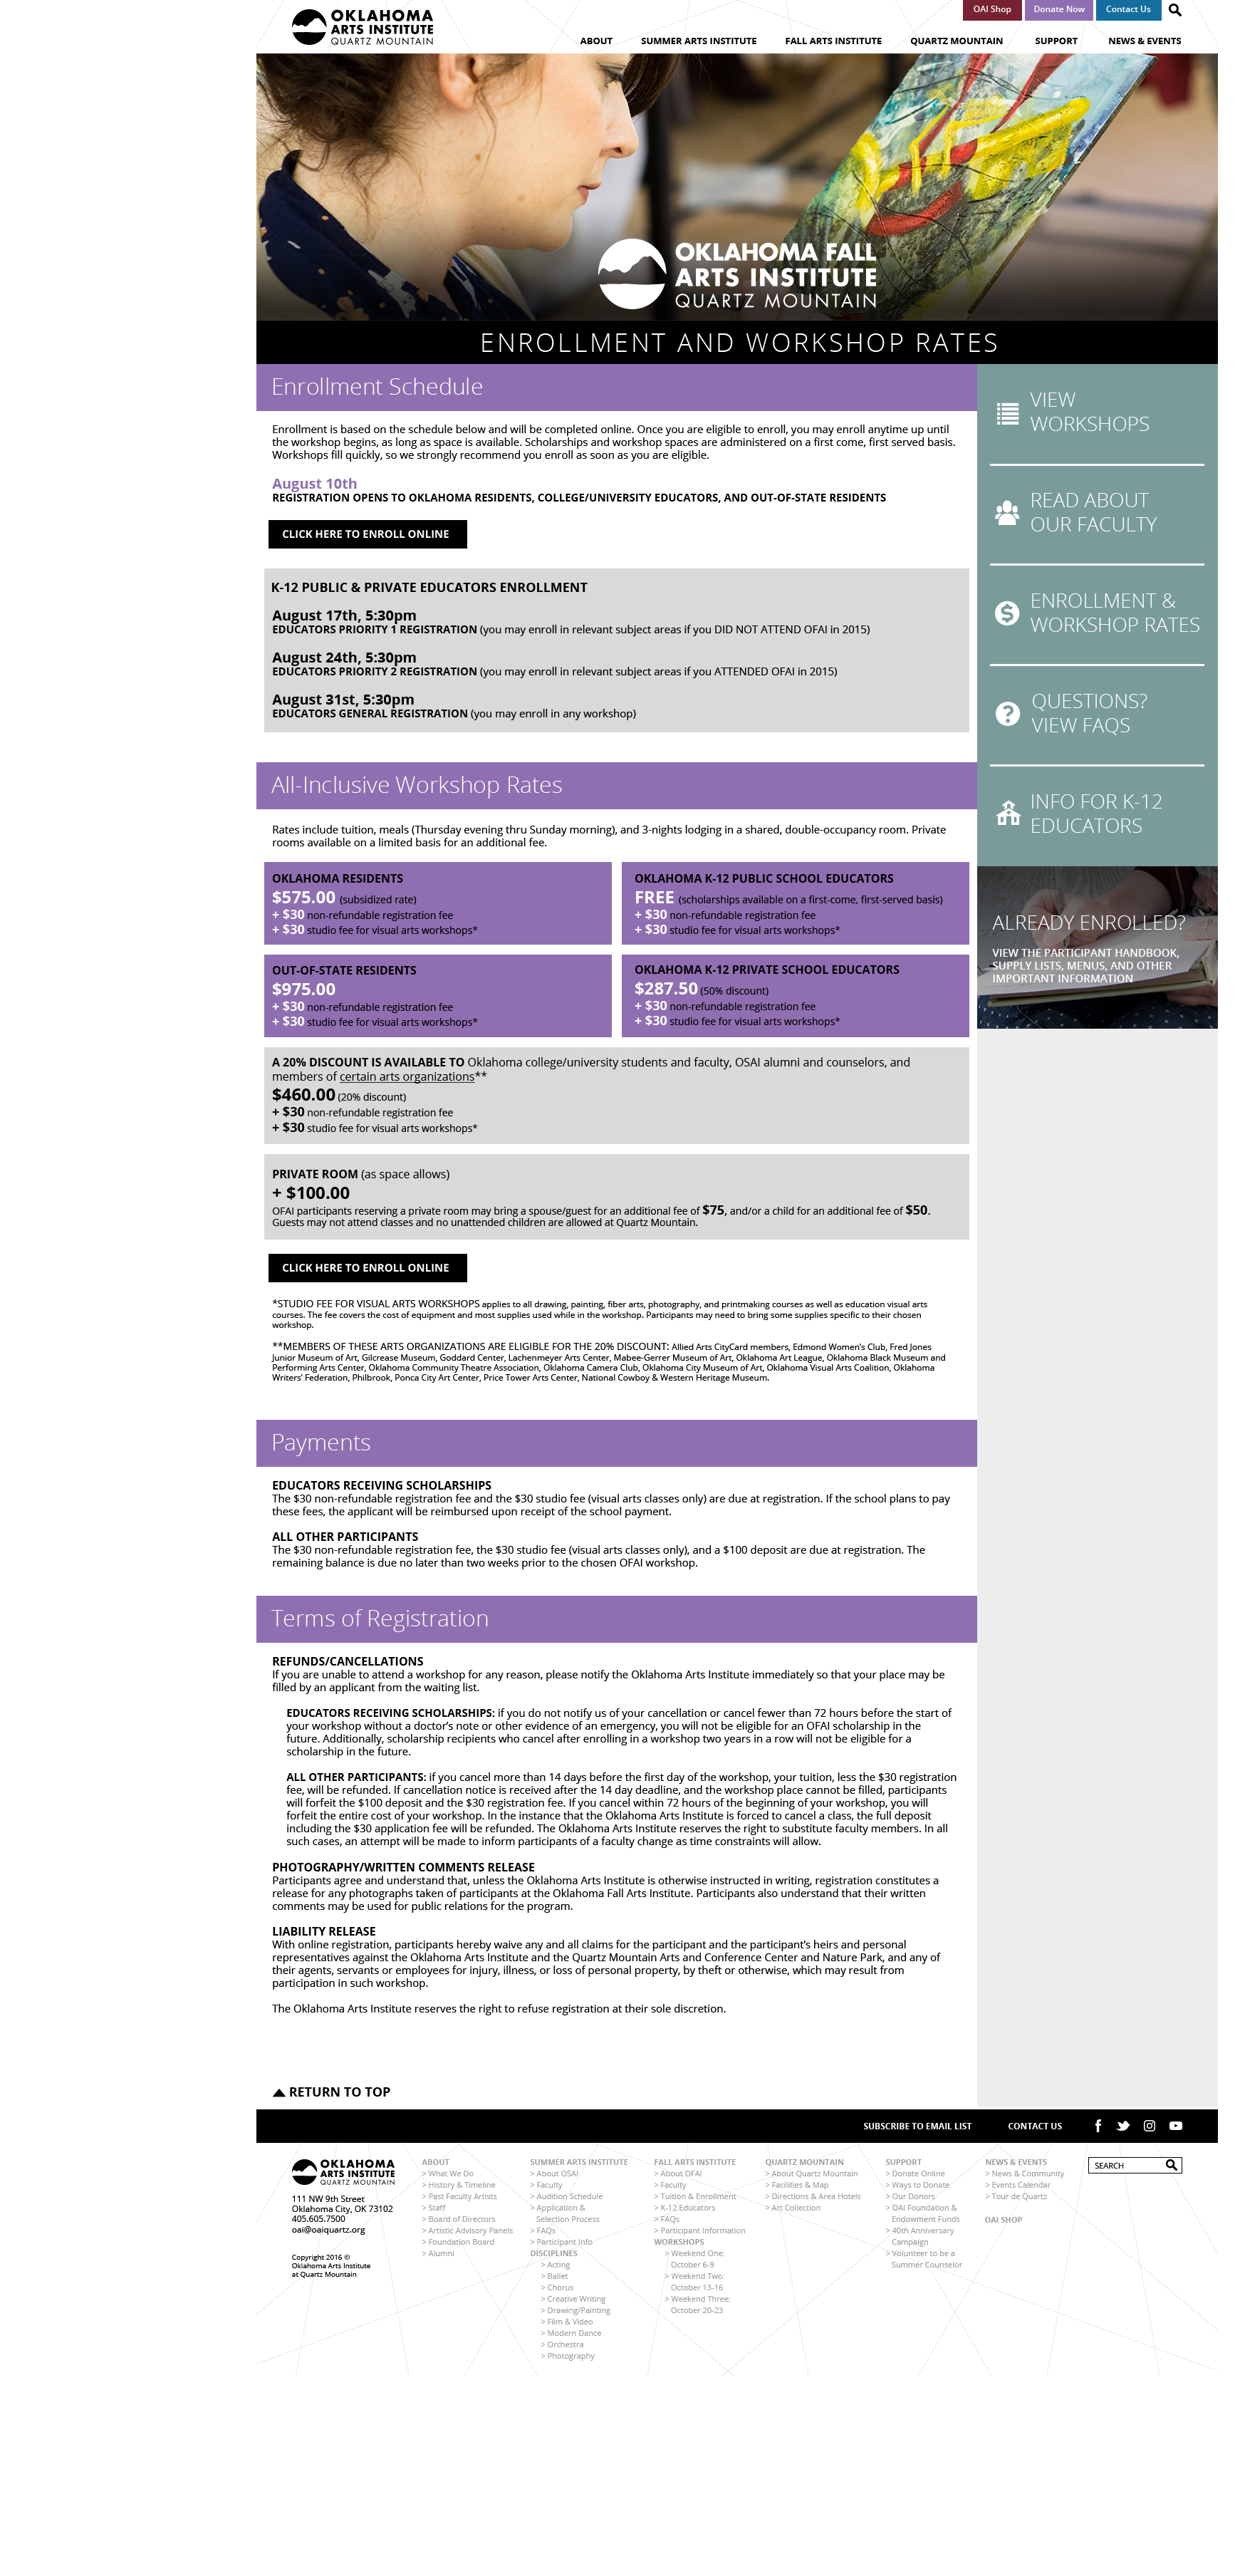 OKLAHOMA
ARTS INSTITUTE
QUARTZ MOUNTAIN
OAI Shop
Donate Now
Contact Us
ABOUT
SUMMER ARTS INSTITUTE
FALL ARTS INSTITUTE
QUARTZ MOUNTAIN
SUPPORT
NEWS & EVENTS
OKLAHOMA FALL
ARTS INSTITUTE
QUARTZ MOUNTAIN
ENROLLMENT AND WORKSHOP RATES
Enrollment Schedule
Enrollment is based on the schedule below and will be completed online. Once you are eligible to enroll, you may enroll anytime up until
the workshop begins, as long as space is available. Scholarships and workshop spaces are administered on a first come, first served basis.
Workshops fill quickly, so we strongly recommend you enroll as soon as you are eligible.
August 10th
REGISTRATION OPENS TO OKLAHOMA RESIDENTS, COLLEGE/UNIVERSITY EDUCATORS, AND OUT-OF-STATE RESIDENTS
CLICK HERE TO ENROLL ONLINE
K-12 PUBLIC & PRIVATE EDUCATORS ENROLLMENT
August 17th, 5:30pm
EDUCATORS PRIORITY 1 REGISTRATION (you may enroll in relevant subject areas if you DID NOT ATTEND OFAI in 2015)
August 24th, 5:30pm
EDUCATORS PRIORITY 2 REGISTRATION (you may enroll in relevant subject areas if you ATTENDED OFAI in 2015)
August 31st, 5:30pm
EDUCATORS GENERAL REGISTRATION (you may enroll in any workshop)
VIEW
WORKSHOPS
READ ABOUT
OUR FACULTY
ENROLLMENT &
WORKSHOP RATES
QUESTIONS?
VIEW FAQS
INFO FOR K-12
EDUCATORS
ALREADY ENROLLED?
VIEW THE PARTICIPANT HANDBOOK,
SUPPLY LISTS, MENUS, AND OTHER
IMPORTANT INFORMATION
All-Inclusive Workshop Rates
Rates include tuition, meals (Thursday evening thru Sunday morning), and 3-nights lodging in a shared, double-occupancy room. Private
rooms available on a limited basis for an additional fee.
OKLAHOMA RESIDENTS
$575.00 (subsidized rate)
+ $30 non-refundable registration fee
+ $30 studio fee for visual arts workshops*
OKLAHOMA K-12 PUBLIC SCHOOL EDUCATORS
FREE (scholarships available on a first-come, first-served basis)
+ $30 non-refundable registration fee
+ $30 studio fee for visual arts workshops*
OUT-OF-STATE RESIDENTS
$975.00
+ $30 non-refundable registration fee
+ $30 studio fee for visual arts workshops*
OKLAHOMA K-12 PRIVATE SCHOOL EDUCATORS
$287.50 (50% discount)
+ $30 non-refundable registration fee
+ $30 studio fee for visual arts workshops*
A 20% DISCOUNT IS AVAILABLE TO Oklahoma college/university students and faculty, OSAI alumni and counselors, and
members of certain arts organizations**
$460.00 (20% discount)
+ $30 non-refundable registration fee
+ $30 studio fee for visual arts workshops*
PRIVATE ROOM (as space allows)
+ $100.00
OFAI participants reserving a private room may bring a spouse/guest for an additional fee of $75, and/or a child for an additional fee of $50.
Guests may not attend classes and no unattended children are allowed at Quartz Mountain.
CLICK HERE TO ENROLL ONLINE
*STUDIO FEE FOR VISUAL ARTS WORKSHOPS applies to all drawing, painting, fiber arts, photography, and printmaking courses as well as education visual arts
courses. The fee covers the cost of equipment and most supplies used while in the workshop. Participants may need to bring some supplies specific to their chosen
workshop.
**MEMBERS OF THESE ARTS ORGANIZATIONS ARE ELIGIBLE FOR THE 20% DISCOUNT: Allied Arts CityCard members, Edmond Women's Club, Fred Jones
Junior Museum of Art, Gilcrease Museum, Goddard Center, Lachenmeyer Arts Center, Mabee-Gerrer Museum of Art, Oklahoma Art League, Oklahoma Black Museum and
Performing Arts Center, Oklahoma Community Theatre Association, Oklahoma Camera Club, Oklahoma City Museum of Art, Oklahoma Visual Arts Coalition, Oklahoma
Writers' Federation, Philbrook, Ponca City Art Center, Price Tower Arts Center, National Cowboy & Western Heritage Museum.
Payments
EDUCATORS RECEIVING SCHOLARSHIPS
The $30 non-refundable registration fee and the $30 studio fee (visual arts classes only) are due at registration. If the school plans to pay
these fees, the applicant will be reimbursed upon receipt of the school payment.
ALL OTHER PARTICIPANTS
The $30 non-refundable registration fee, the $30 studio fee (visual arts classes only), and a $100 deposit are due at registration. The
remaining balance is due no later than two weeks prior to the chosen OFAI workshop.
Terms of Registration
REFUNDS/CANCELLATIONS
If you are unable to attend a workshop for any reason, please notify the Oklahoma Arts Institute immediately so that your place may be
filled by an applicant from the waiting list.
EDUCATORS RECEIVING SCHOLARSHIPS: if you do not notify us of your cancellation or cancel fewer than 72 hours before the start of
your workshop without a doctor's note or other evidence of an emergency, you will not be eligible for an OFAI scholarship in the
future. Additionally, scholarship recipients who cancel after enrolling in a workshop two years in a row will not be eligible for a
scholarship in the future.
ALL OTHER PARTICIPANTS: if you cancel more than 14 days before the first day of the workshop, your tuition, less the $30 registration
fee, will be refunded. If cancellation notice is received after the 14 day deadline, and the workshop place cannot be filled, participants
will forfeit the $100 deposit and the $30 registration fee. If you cancel within 72 hours of the beginning of your workshop, you will
forfeit the entire cost of your workshop. In the instance that the Oklahoma Arts Institute is forced to cancel a class, the full deposit
including the $30 application fee will be refunded. The Oklahoma Arts Institute reserves the right to substitute faculty members. In all
such cases, an attempt will be made to inform participants of a faculty change as time constraints will allow.
PHOTOGRAPHY/WRITTEN COMMENTS RELEASE
Participants agree and understand that, unless the Oklahoma Arts Institute is otherwise instructed in writing, registration constitutes a
release for any photographs taken of participants at the Oklahoma Fall Arts Institute. Participants also understand that their written
comments may be used for public relations for the program.
LIABILITY RELEASE
With online registration, participants hereby waive any and all claims for the participant and the participant's heirs and personal
representatives against the Oklahoma Arts Institute and the Quartz Mountain Arts and Conference Center and Nature Park, and any of
their agents, servants or employees for injury, illness, or loss of personal property, by theft or otherwise, which may result from
participation in such workshop.
The Oklahoma Arts Institute reserves the right to refuse registration at their sole discretion.
RETURN TO TOP
SUBSCRIBE TO EMAIL LIST
CONTACT US
OKLAHOMA
ARTS INSTITUTE
QUARTZ MOUNTAIN
111 NW 9th Street
Oklahoma City, OK 73102
405.605.7500
oai@oaiquartz.org
Copyright 2016 ©
Oklahoma Arts Institute
at Quartz Mountain
ABOUT
> What We Do
> History & Timeline
> Past Faculty Artists
> Staff
> Board of Directors
> Artistic Advisory Panels
> Foundation Board
> Alumni
SUMMER ARTS INSTITUTE
> About OSAI
> Faculty
> Audition Schedule
> Application &
Selection Process
> FAQs
> Participant Info
DISCIPLINES
> Acting
> Ballet
> Chorus
> Creative Writing
> Drawing/Painting
> Film & Video
> Modern Dance
> Orchestra
> Photography
FALL ARTS INSTITUTE
> About OFAI
> Faculty
> Tuition & Enrollment
> K-12 Educators
> FAQs
> Participant Information
WORKSHOPS
> Weekend One:
October 6-9
> Weekend Two:
October 13-16
> Weekend Three:
October 20-23
QUARTZ MOUNTAIN
> About Quartz Mountain
> Facilities & Map
> Directions & Area Hotels
> Art Collection
SUPPORT
> Donate Online
> Ways to Donate
> Our Donors
> OAI Foundation &
Endowment Funds
> 40th Anniversary
Campaign
> Volunteer to be a
Summer Counselor
NEWS & EVENTS
> News & Community
> Events Calendar
> Tour de Quartz
OAI SHOP
SEARCH